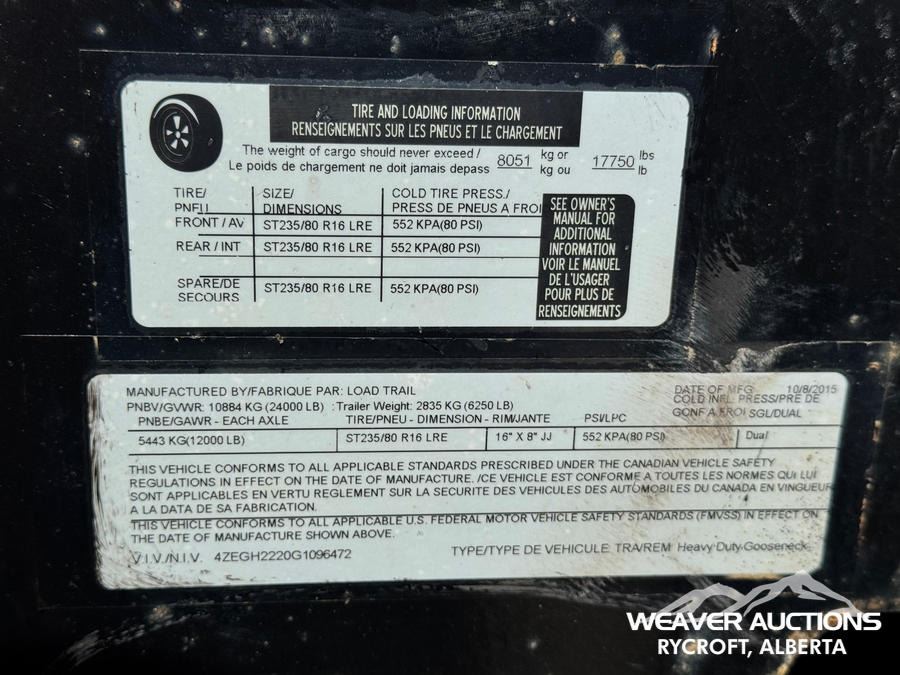 TIRE AND LOADING INFORMATION
RENSEIGNEMENTS SUR LES PNEUS ET LE CHARGEMENT
The weight of cargo should never exceed / 8051 kg or 17750 lbs
Le poids de chargement ne doit jamais depass kg ou lb
TIRE/ SIZE/ COLD TIRE PRESS /
PNEU DIMENSIONS PRESS DE PNEUS A FROI
FRONT / AV ST235/80 R16 LRE 552 KPA(80 PSI)
REAR / INT ST235/80 R16 LRE 552 KPA(80 PSI)
SPARE/DE
SECOURS ST235/80 R16 LRE 552 KPA(80 PSI)
SEE OWNER'S
MANUAL FOR
ADDITIONAL
INFORMATION
VOIR LE MANUEL
DE L'USAGER
POUR PLUS DE
RENSEIGNEMENTS
MANUFACTURED BY/FABRIQUE PAR: LOAD TRAIL DATE OF MFG 10/8/2015
PNBV/GVWR: 10884 KG (24000 LB) :Trailer Weight: 2835 KG (6250 LB) COLD INFL. PRESS/PRE DE
PNBE/GAWR - EACH AXLE TIRE/PNEU - DIMENSION - RIM/JANTE PSI/LPC GONF A FROI SGL/DUAL
5443 KG(12000 LB) ST235/80 R16 LRE 16" X 8" JJ 552 KPA(80 PSI) Dual
THIS VEHICLE CONFORMS TO ALL APPLICABLE STANDARDS PRESCRIBED UNDER THE CANADIAN VEHICLE SAFETY
REGULATIONS IN EFFECT ON THE DATE OF MANUFACTURE. /CE VEHICLE EST CONFORME A TOUTES LES NORMES QUI LUI
SONT APPLICABLES EN VERTU REGLEMENT SUR LA SECURITE DES VEHICULES DES AUTOMOBILES DU CANADA EN VINGUEUR
A LA DATA DE SA FABRICATION.
THIS VEHICLE CONFORMS TO ALL APPLICABLE U.S. FEDERAL MOTOR VEHICLE SAFETY STANDARDS (FMVSS) IN EFFECT ON
THE DATE OF MANUFACTURE SHOWN ABOVE.
V.I.V./N.I.V. 4ZEGH2220G1096472 TYPE/TYPE DE VEHICULE: TRA/REM Heavy Duty Gooseneck
WEAVER AUCTIONS
RYCROFT, ALBERTA